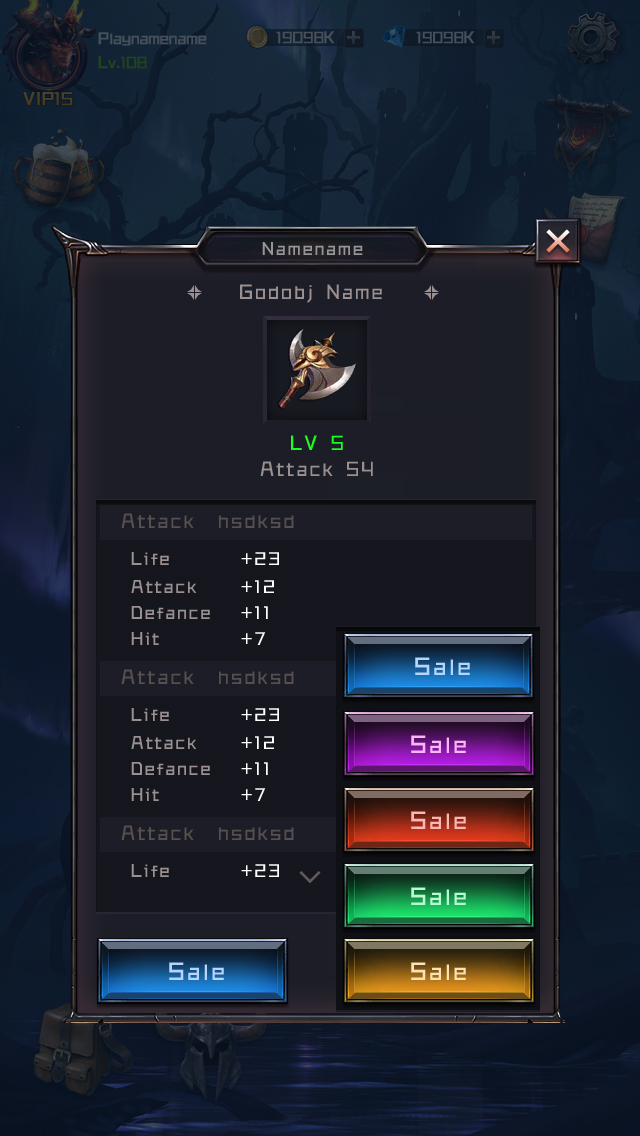 Playnamename
19098K
19098K
Lv.108
VIP15
Namename
Godobj Name
LV 5
Attack 54
Attack hsdksd
Life +23
Attack +12
Defance +11
Hit +7
Attack hsdksd
Life +23
Attack +12
Defance +11
Hit +7
Attack hsdksd
Life +23
Sale
Sale
Sale
Sale
Sale
Sale